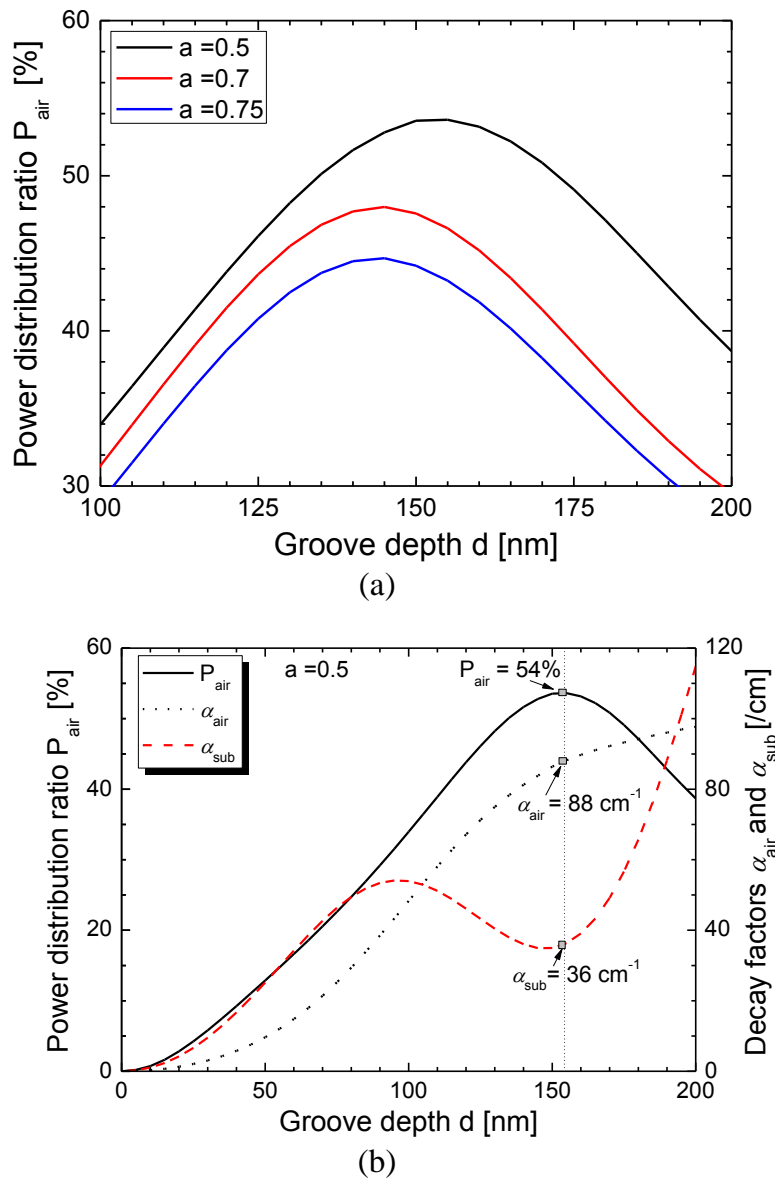 60
50
40
30
100
125
150
175
200
Power distribution ratio P_air [%]
Groove depth d [nm]
a =0.5
a =0.7
a =0.75
(a)
60
40
20
0
0
50
100
150
200
120
80
40
0
Power distribution ratio P_air [%]
Groove depth d [nm]
Decay factors α_air and α_sub [/cm]
P_air
α_air
α_sub
a =0.5
P_air = 54%
α_air = 88 cm⁻¹
α_sub = 36 cm⁻¹
(b)